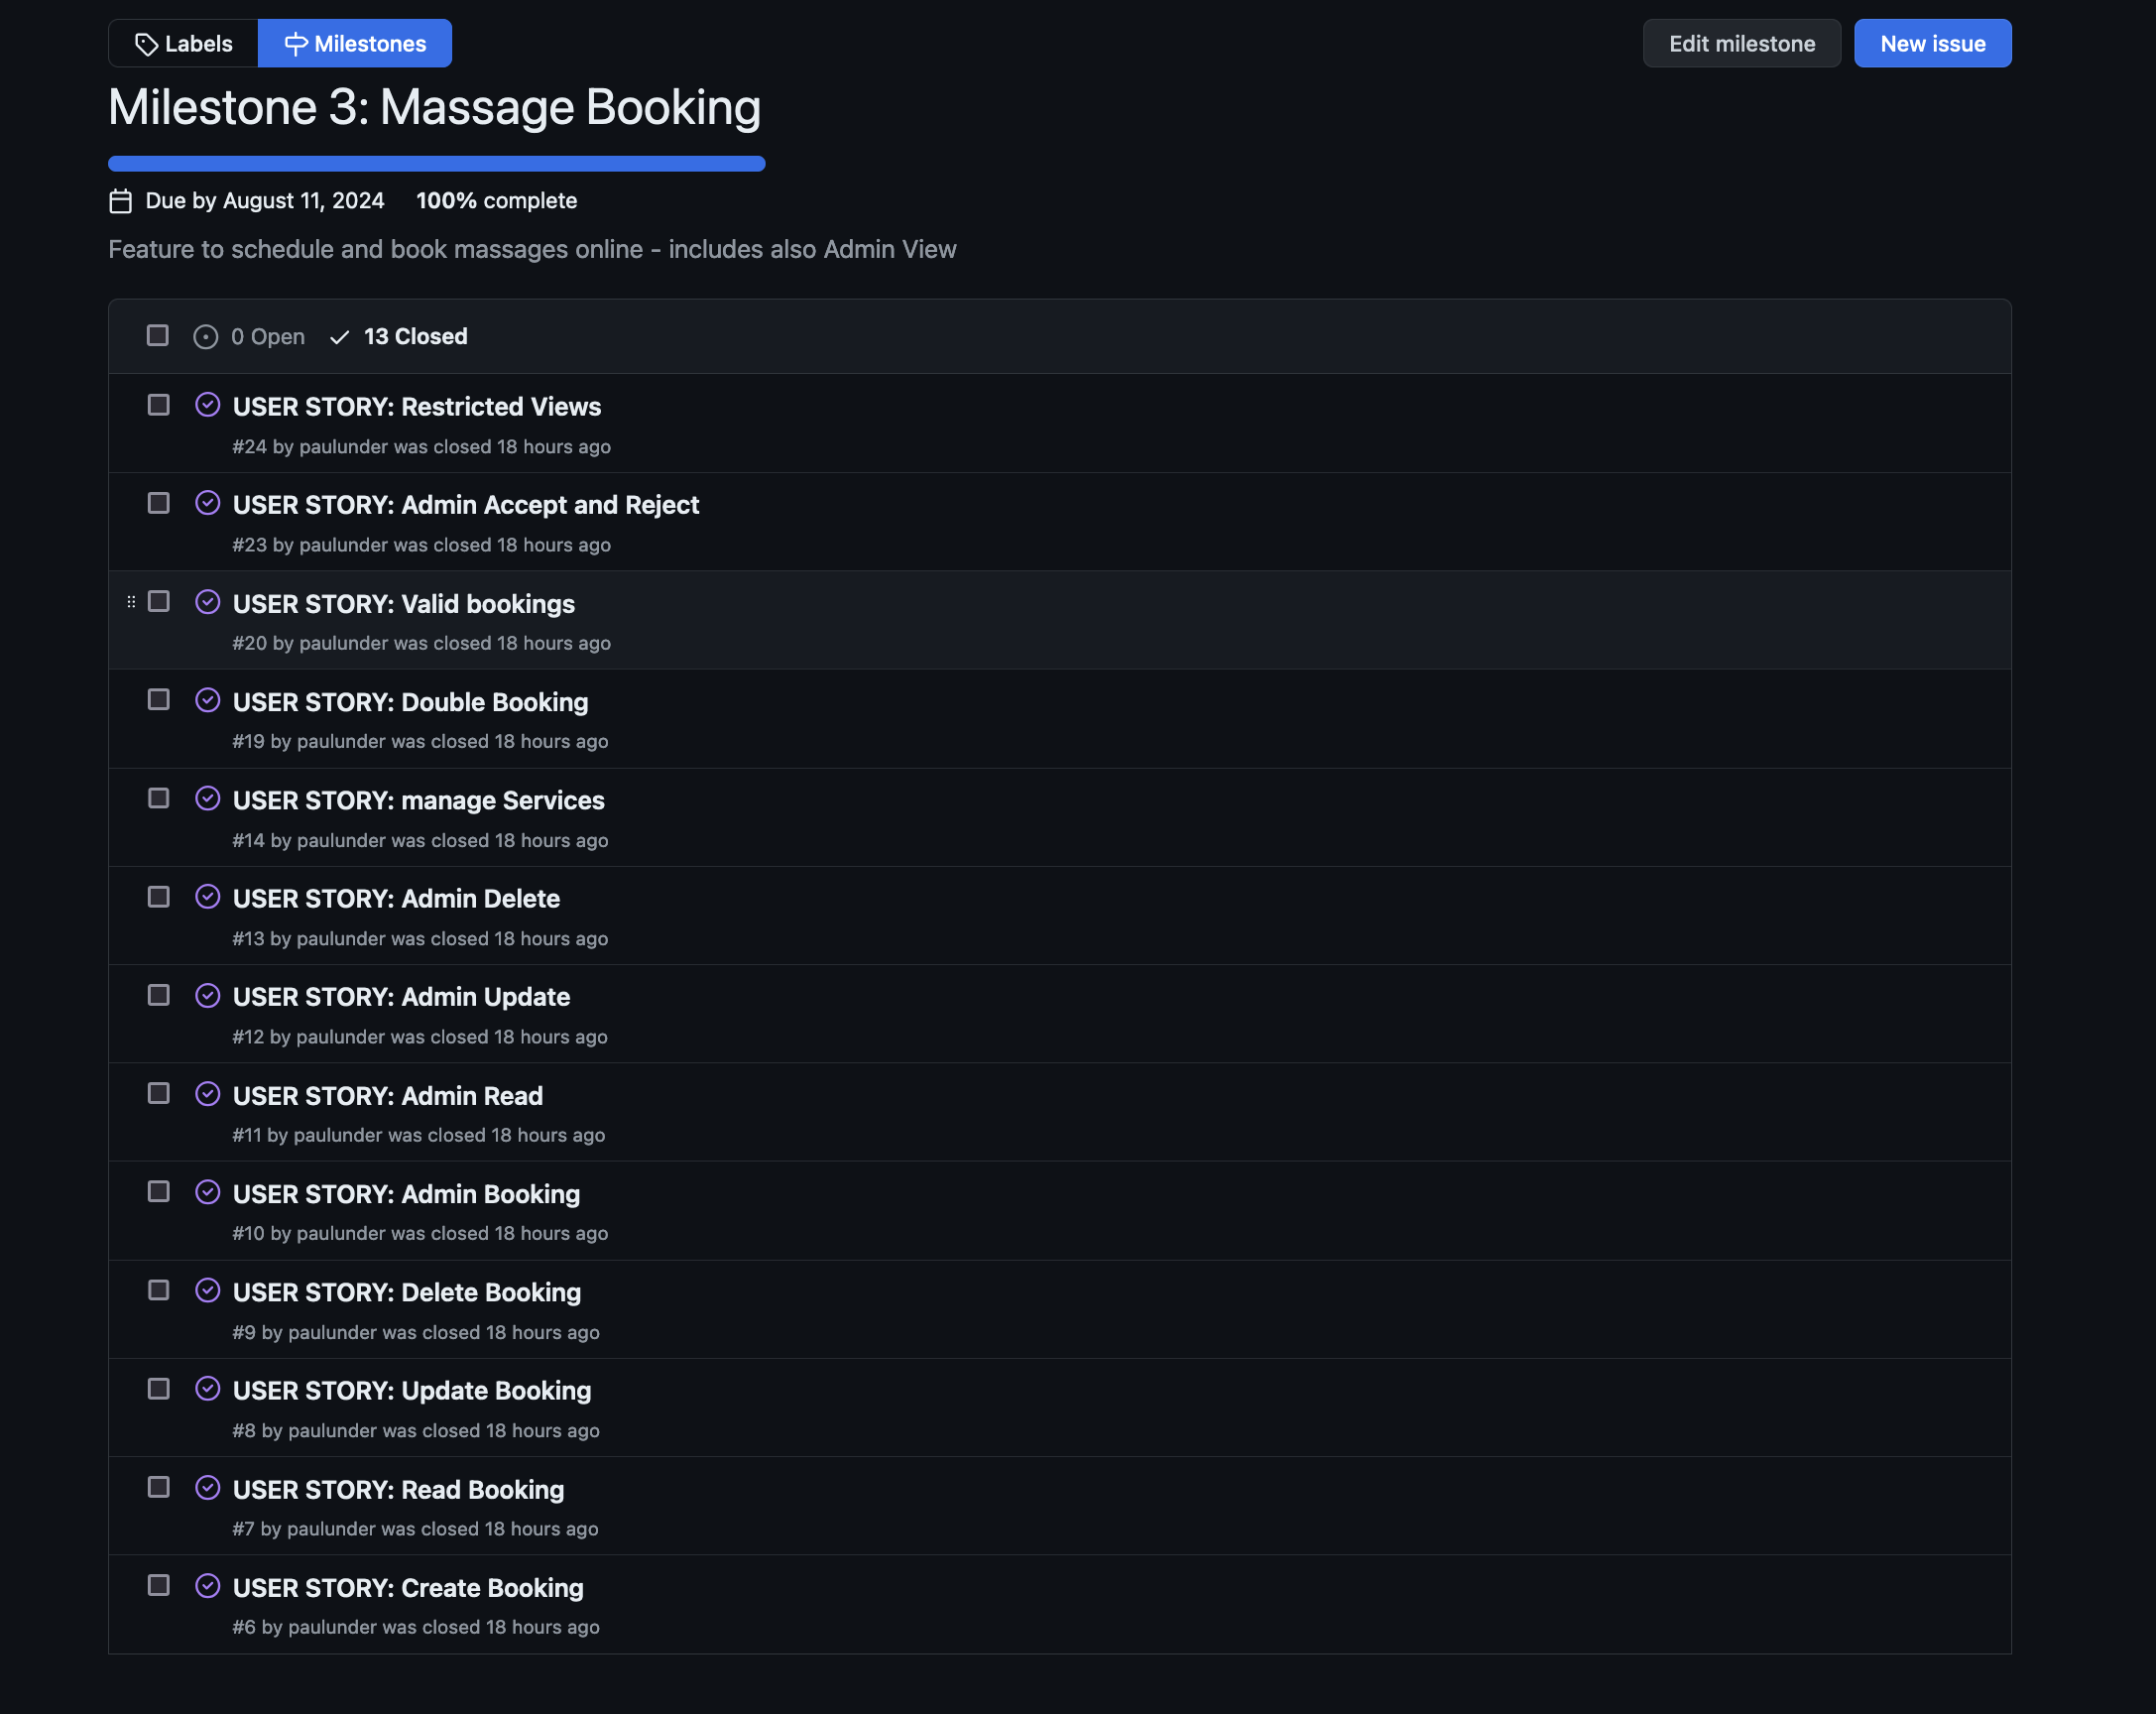 Labels Milestones Edit milestone New issue
Milestone 3: Massage Booking
Due by August 11, 2024 100% complete
Feature to schedule and book massages online - includes also Admin View
0 Open 13 Closed
USER STORY: Restricted Views
#24 by paulunder was closed 18 hours ago
USER STORY: Admin Accept and Reject
#23 by paulunder was closed 18 hours ago
USER STORY: Valid bookings
#20 by paulunder was closed 18 hours ago
USER STORY: Double Booking
#19 by paulunder was closed 18 hours ago
USER STORY: manage Services
#14 by paulunder was closed 18 hours ago
USER STORY: Admin Delete
#13 by paulunder was closed 18 hours ago
USER STORY: Admin Update
#12 by paulunder was closed 18 hours ago
USER STORY: Admin Read
#11 by paulunder was closed 18 hours ago
USER STORY: Admin Booking
#10 by paulunder was closed 18 hours ago
USER STORY: Delete Booking
#9 by paulunder was closed 18 hours ago
USER STORY: Update Booking
#8 by paulunder was closed 18 hours ago
USER STORY: Read Booking
#7 by paulunder was closed 18 hours ago
USER STORY: Create Booking
#6 by paulunder was closed 18 hours ago